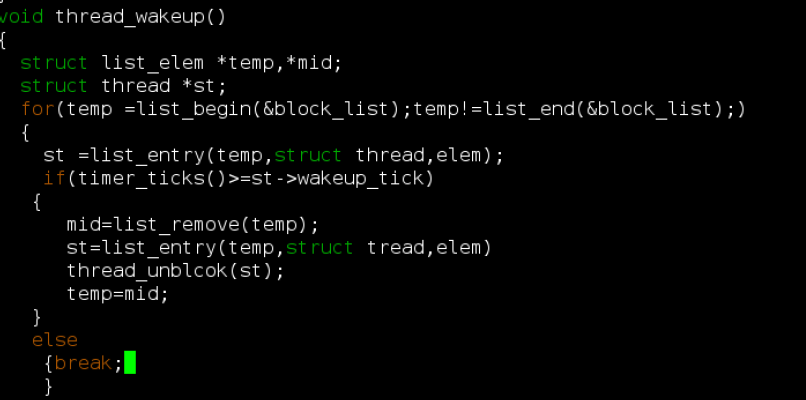 void thread_wakeup()
{
struct list_elem *temp,*mid;
struct thread *st;
for(temp =list_begin(&block_list);temp!=list_end(&block_list);)
{
st =list_entry(temp,struct thread,elem);
if(timer_ticks()>=st->wakeup_tick)
{
mid=list_remove(temp);
st=list_entry(temp,struct tread,elem)
thread_unblcok(st);
temp=mid;
}
else
{break;
}